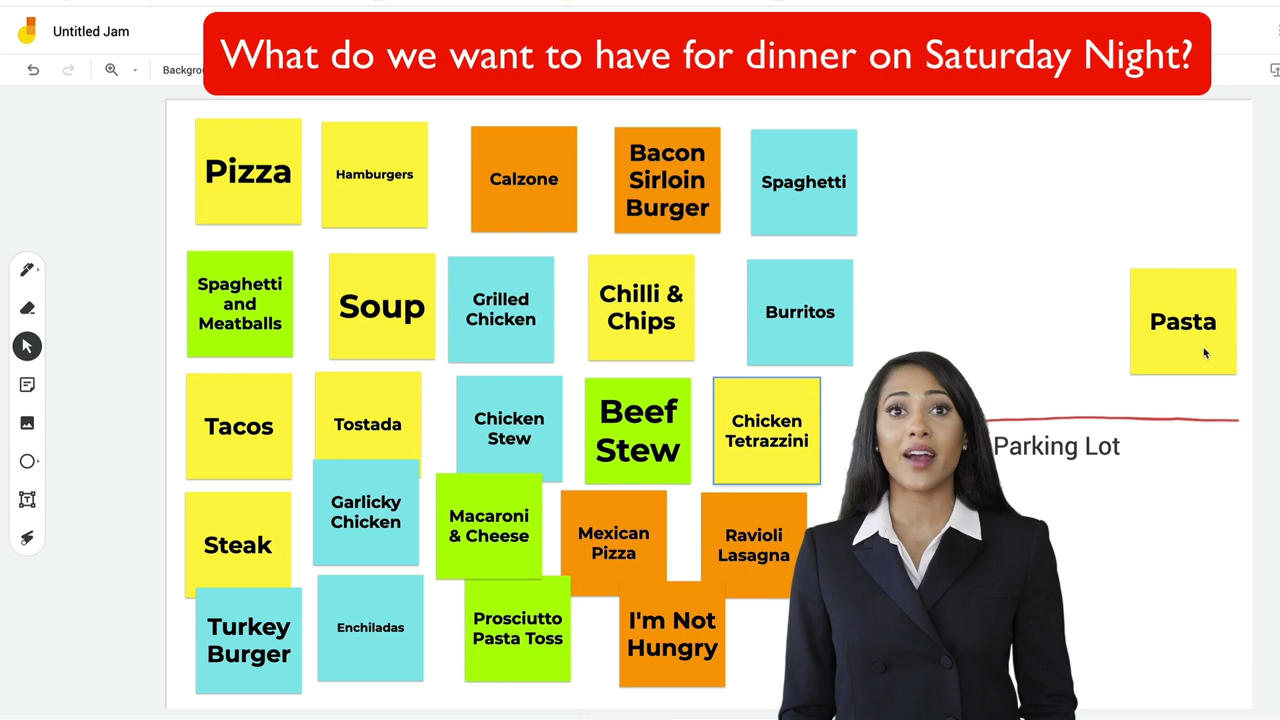 Untitled Jam
What do we want to have for dinner on Saturday Night?
Backgro
Pizza
Hamburgers
Calzone
Bacon
Sirloin
Burger
Spaghetti
Spaghetti
and
Meatballs
Soup
Grilled
Chicken
Chilli &
Chips
Burritos
Pasta
Tacos
Tostada
Chicken
Stew
Beef
Stew
Chicken
Tetrazzini
Parking Lot
Steak
Garlicky
Chicken
Macaroni
& Cheese
Mexican
Pizza
Ravioli
Lasagna
Turkey
Burger
Enchiladas
Prosciutto
Pasta Toss
I'm Not
Hungry